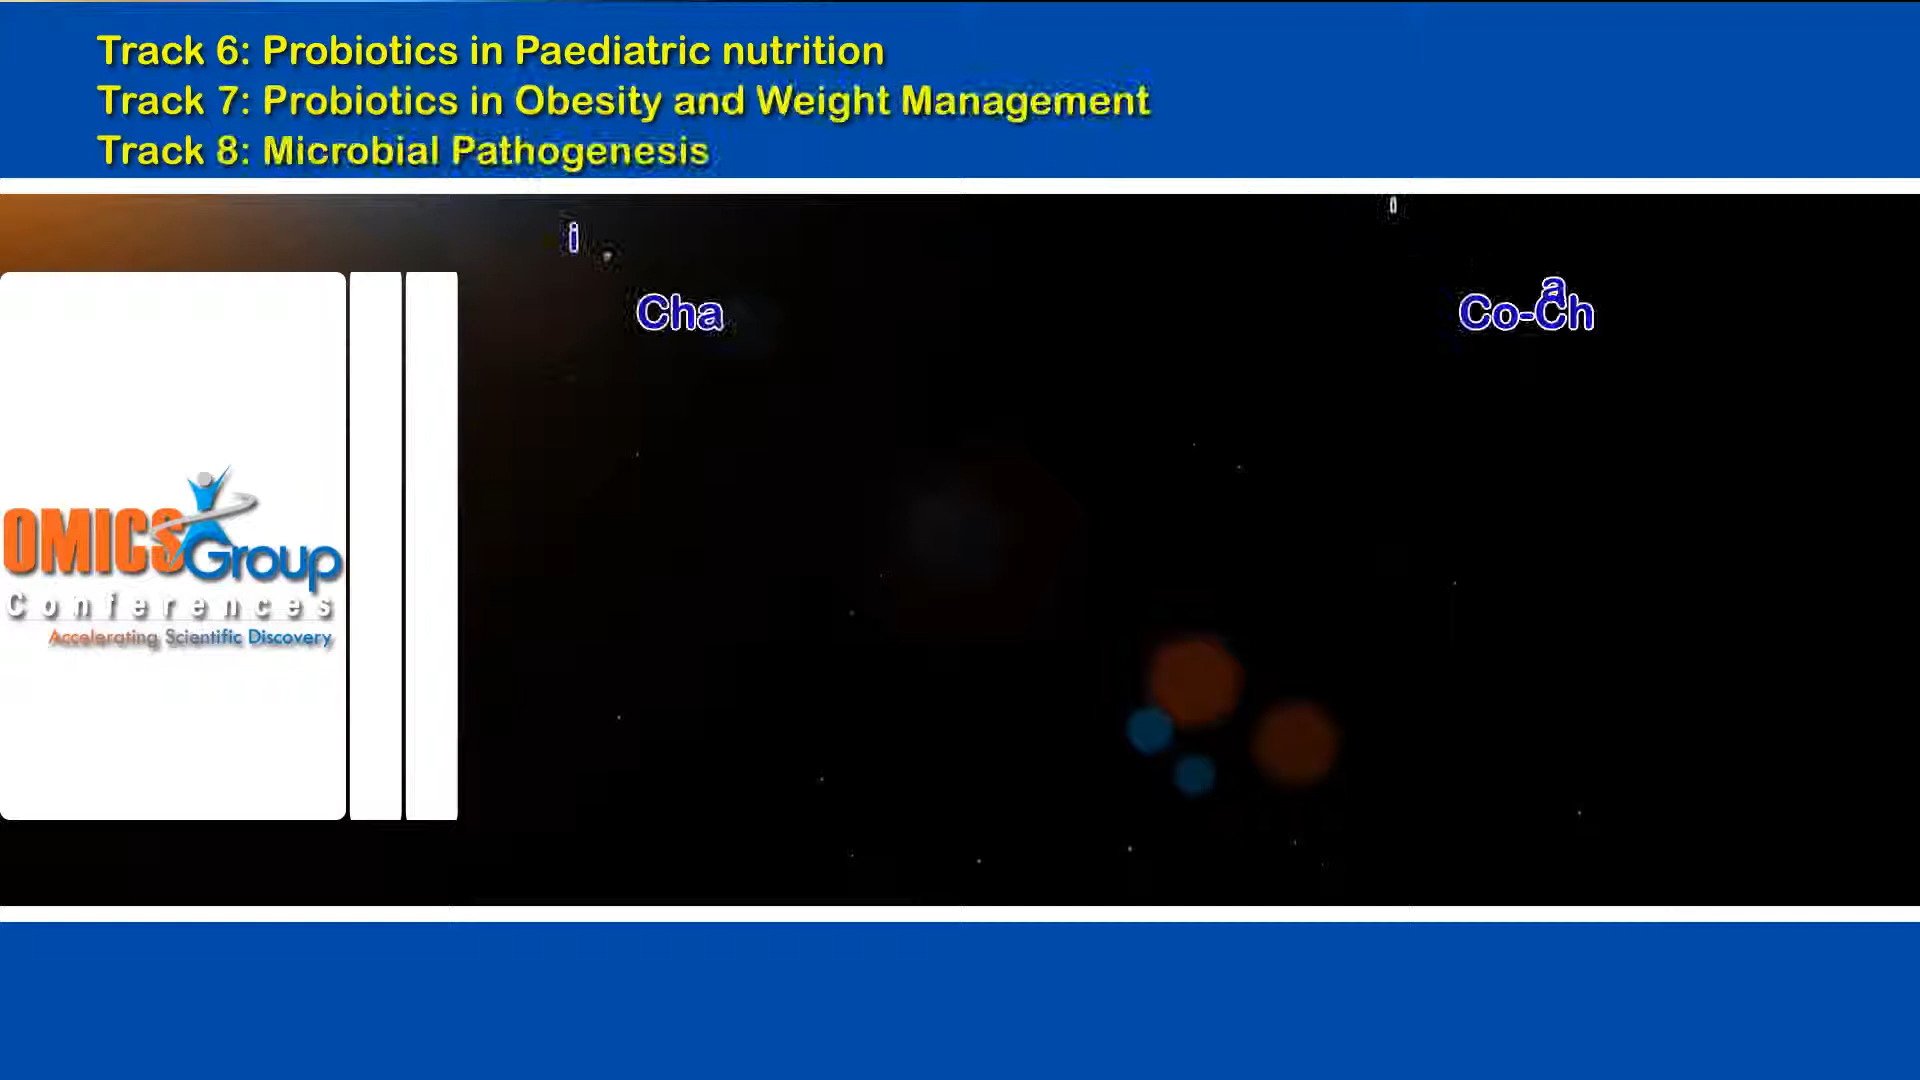 Track 6: Probiotics in Paediatric nutrition
Track 7: Probiotics in Obesity and Weight Management
Track 8: Microbial Pathogenesis
i
Cha
Co-Ch
a
OMICS Group
Conferences
Accelerating Scientific Discovery